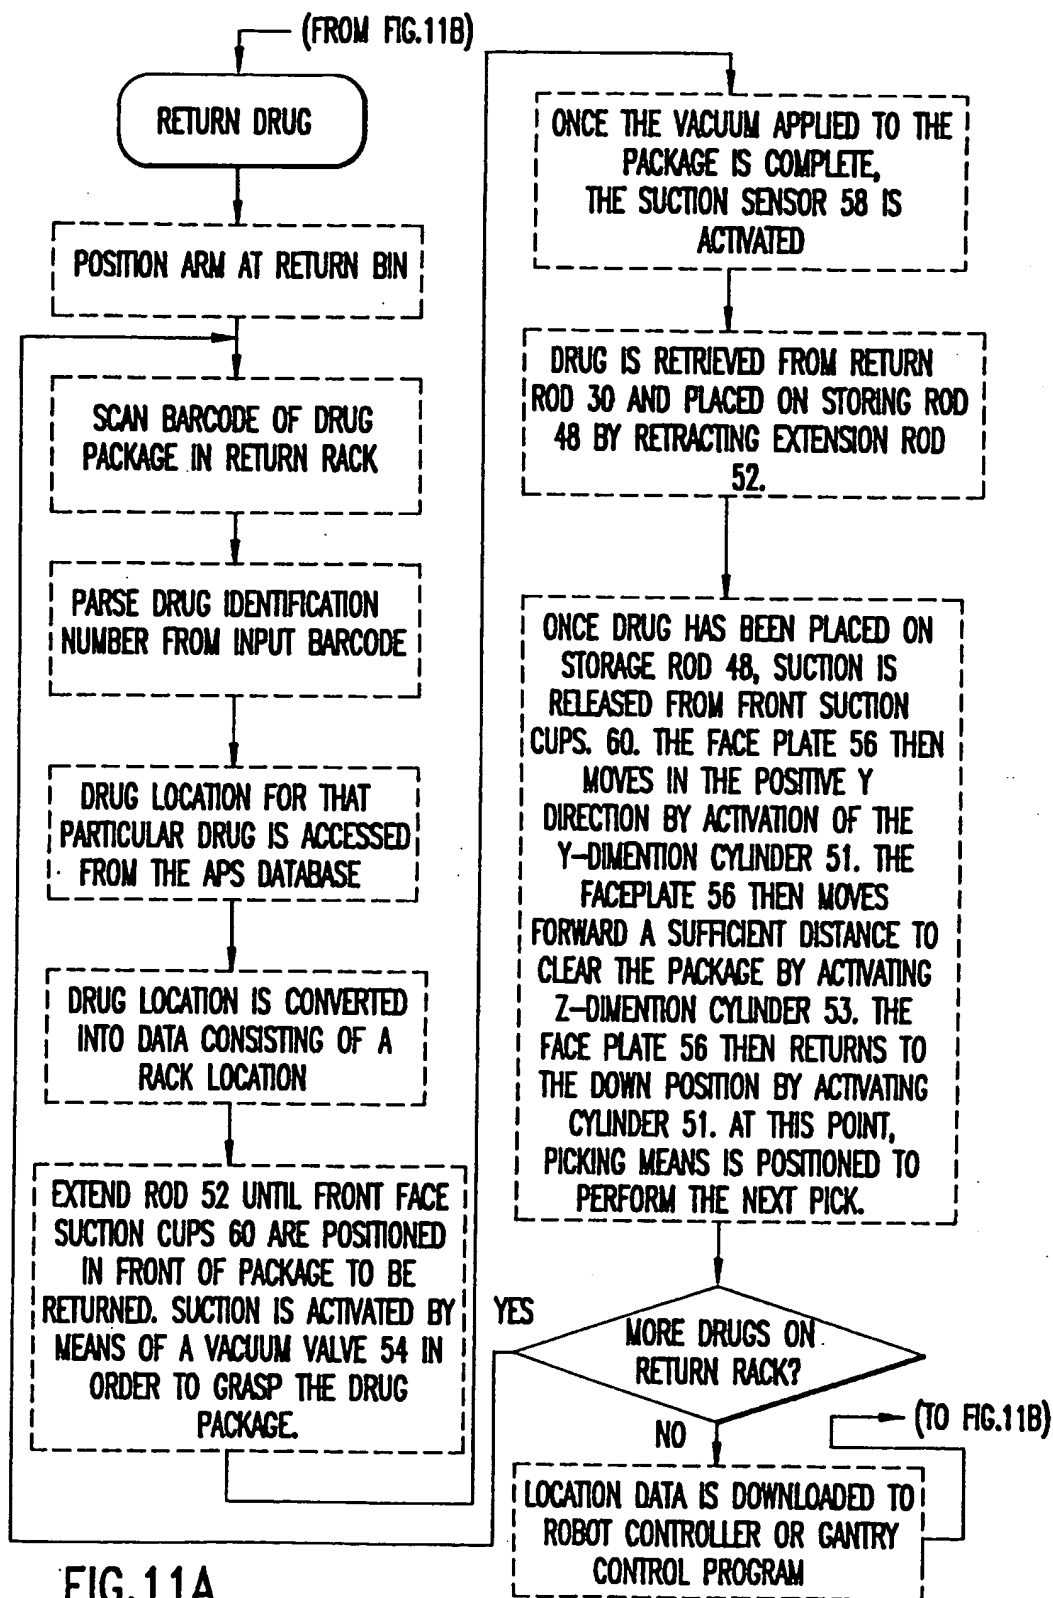 (FROM FIG.11B)
RETURN DRUG
POSITION ARM AT RETURN BIN
SCAN BARCODE OF DRUG
PACKAGE IN RETURN RACK
PARSE DRUG IDENTIFICATION
NUMBER FROM INPUT BARCODE
DRUG LOCATION FOR THAT
PARTICULAR DRUG IS ACCESSED
FROM THE APS DATABASE
DRUG LOCATION IS CONVERTED
INTO DATA CONSISTING OF A
RACK LOCATION
EXTEND ROD 52 UNTIL FRONT FACE
SUCTION CUPS 60 ARE POSITIONED
IN FRONT OF PACKAGE TO BE
RETURNED. SUCTION IS ACTIVATED BY
MEANS OF A VACUUM VALVE 54 IN
ORDER TO GRASP THE DRUG
PACKAGE.
ONCE THE VACUUM APPLIED TO THE
PACKAGE IS COMPLETE,
THE SUCTION SENSOR 58 IS
ACTIVATED
DRUG IS RETRIEVED FROM RETURN
ROD 30 AND PLACED ON STORING ROD
48 BY RETRACTING EXTENSION ROD
52.
ONCE DRUG HAS BEEN PLACED ON
STORAGE ROD 48, SUCTION IS
RELEASED FROM FRONT SUCTION
CUPS. 60. THE FACE PLATE 56 THEN
MOVES IN THE POSITIVE Y
DIRECTION BY ACTIVATION OF THE
Y-DIMENTION CYLINDER 51. THE
FACEPLATE 56 THEN MOVES
FORWARD A SUFFICIENT DISTANCE TO
CLEAR THE PACKAGE BY ACTIVATING
Z-DIMENTION CYLINDER 53. THE
FACE PLATE 56 THEN RETURNS TO
THE DOWN POSITION BY ACTIVATING
CYLINDER 51. AT THIS POINT,
PICKING MEANS IS POSITIONED TO
PERFORM THE NEXT PICK.
YES
MORE DRUGS ON
RETURN RACK?
NO
(TO FIG.11B)
LOCATION DATA IS DOWNLOADED TO
ROBOT CONTROLLER OR GANTRY
CONTROL PROGRAM
FIG.11A